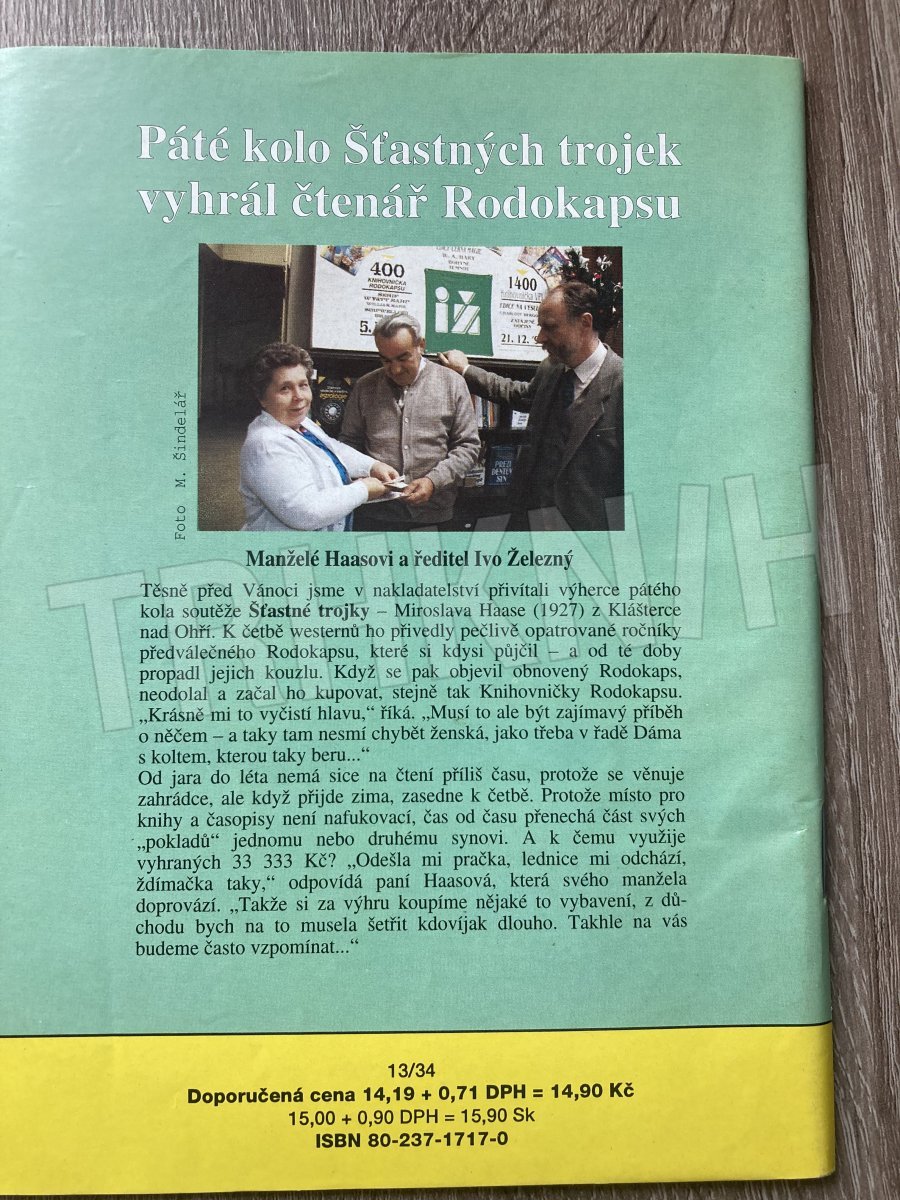 Páté kolo Šťastných trojek
vyhrál čtenář Rodokapsu
400
KNIHOVNIČKA
RODOKAPSU
5.
iž
1400
21. 12.
Foto M. Šindelář
Manželé Haasovi a ředitel Ivo Železný
Těsně před Vánoci jsme v nakladatelství přivítali výherce pátého
kola soutěže Šťastné trojky – Miroslava Haase (1927) z Klášterce
nad Ohří. K četbě westernů ho přivedly pečlivě opatrované ročníky
předválečného Rodokapsu, které si kdysi půjčil – a od té doby
propadl jejich kouzlu. Když se pak objevil obnovený Rodokaps,
neodolal a začal ho kupovat, stejně tak Knihovničky Rodokapsu.
„Krásně mi to vyčistí hlavu,“ říká. „Musí to ale být zajímavý příběh
o něčem – a taky tam nesmí chybět ženská, jako třeba v řadě Dáma
s koltem, kterou taky beru...“
Od jara do léta nemá sice na čtení příliš času, protože se věnuje
zahrádce, ale když přijde zima, zasedne k četbě. Protože místo pro
knihy a časopisy není nafukovací, čas od času přenechá část svých
„pokladů“ jednomu nebo druhému synovi. A k čemu využije
vyhraných 33 333 Kč? „Odešla mi pračka, lednice mi odchází,
ždímačka taky,“ odpovídá paní Haasová, která svého manžela
doprovází. „Takže si za výhru koupíme nějaké to vybavení, z dů-
chodu bych na to musela šetřit kdovíjak dlouho. Takhle na vás
budeme často vzpomínat...“
13/34
Doporučená cena 14,19 + 0,71 DPH = 14,90 Kč
15,00 + 0,90 DPH = 15,90 Sk
ISBN 80-237-1717-0